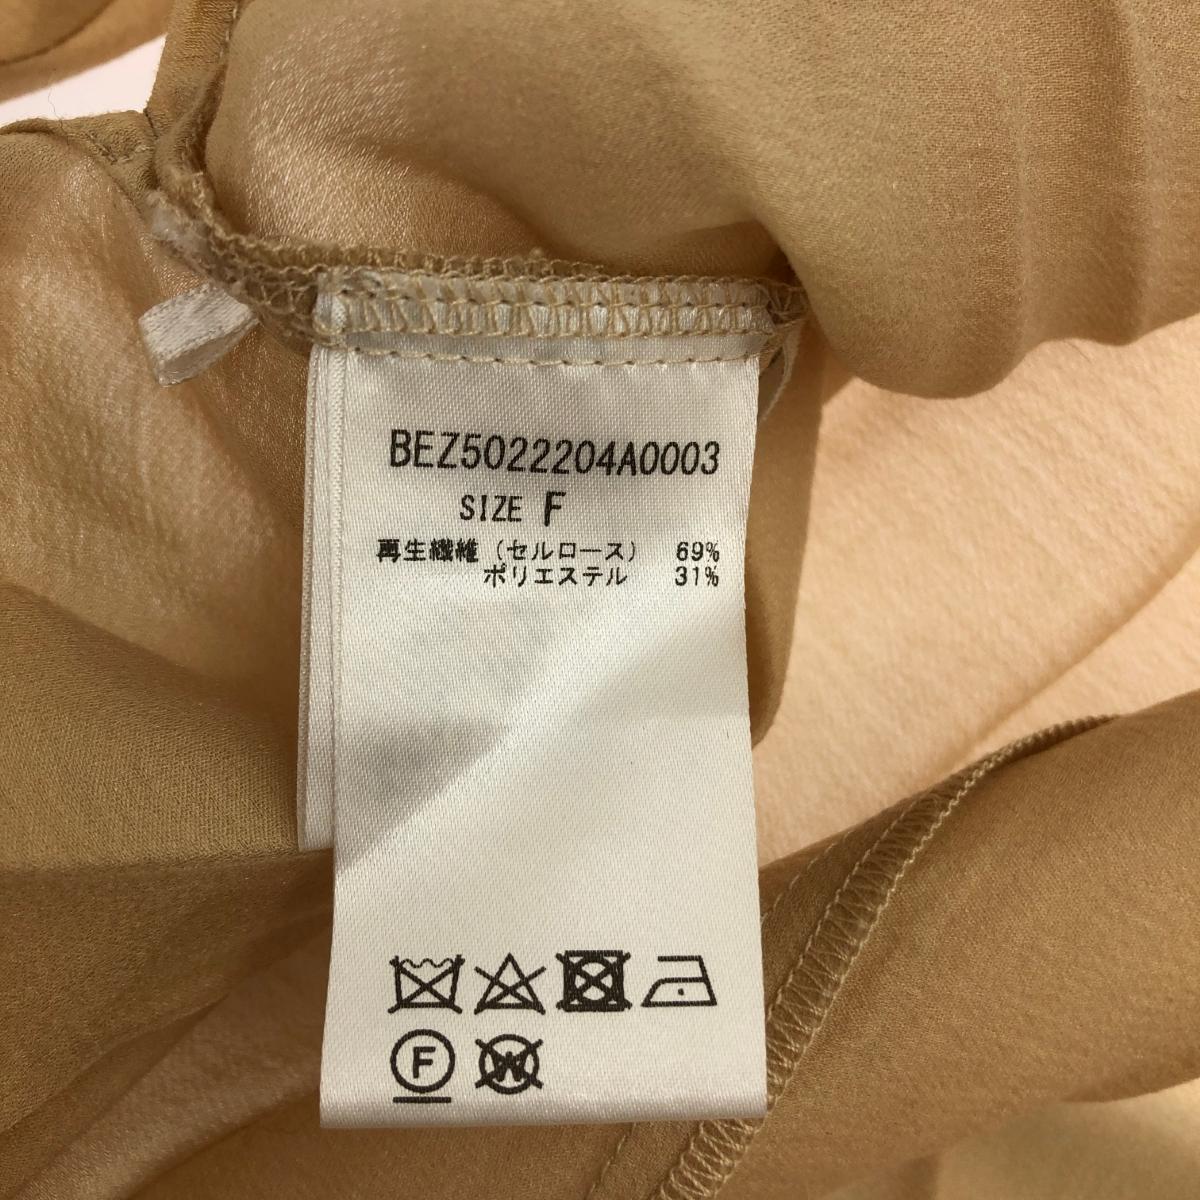 BEZ5022204A0003
SIZE F
再生繊維（セルロース） 69%
ポリエステル 31%
F
W